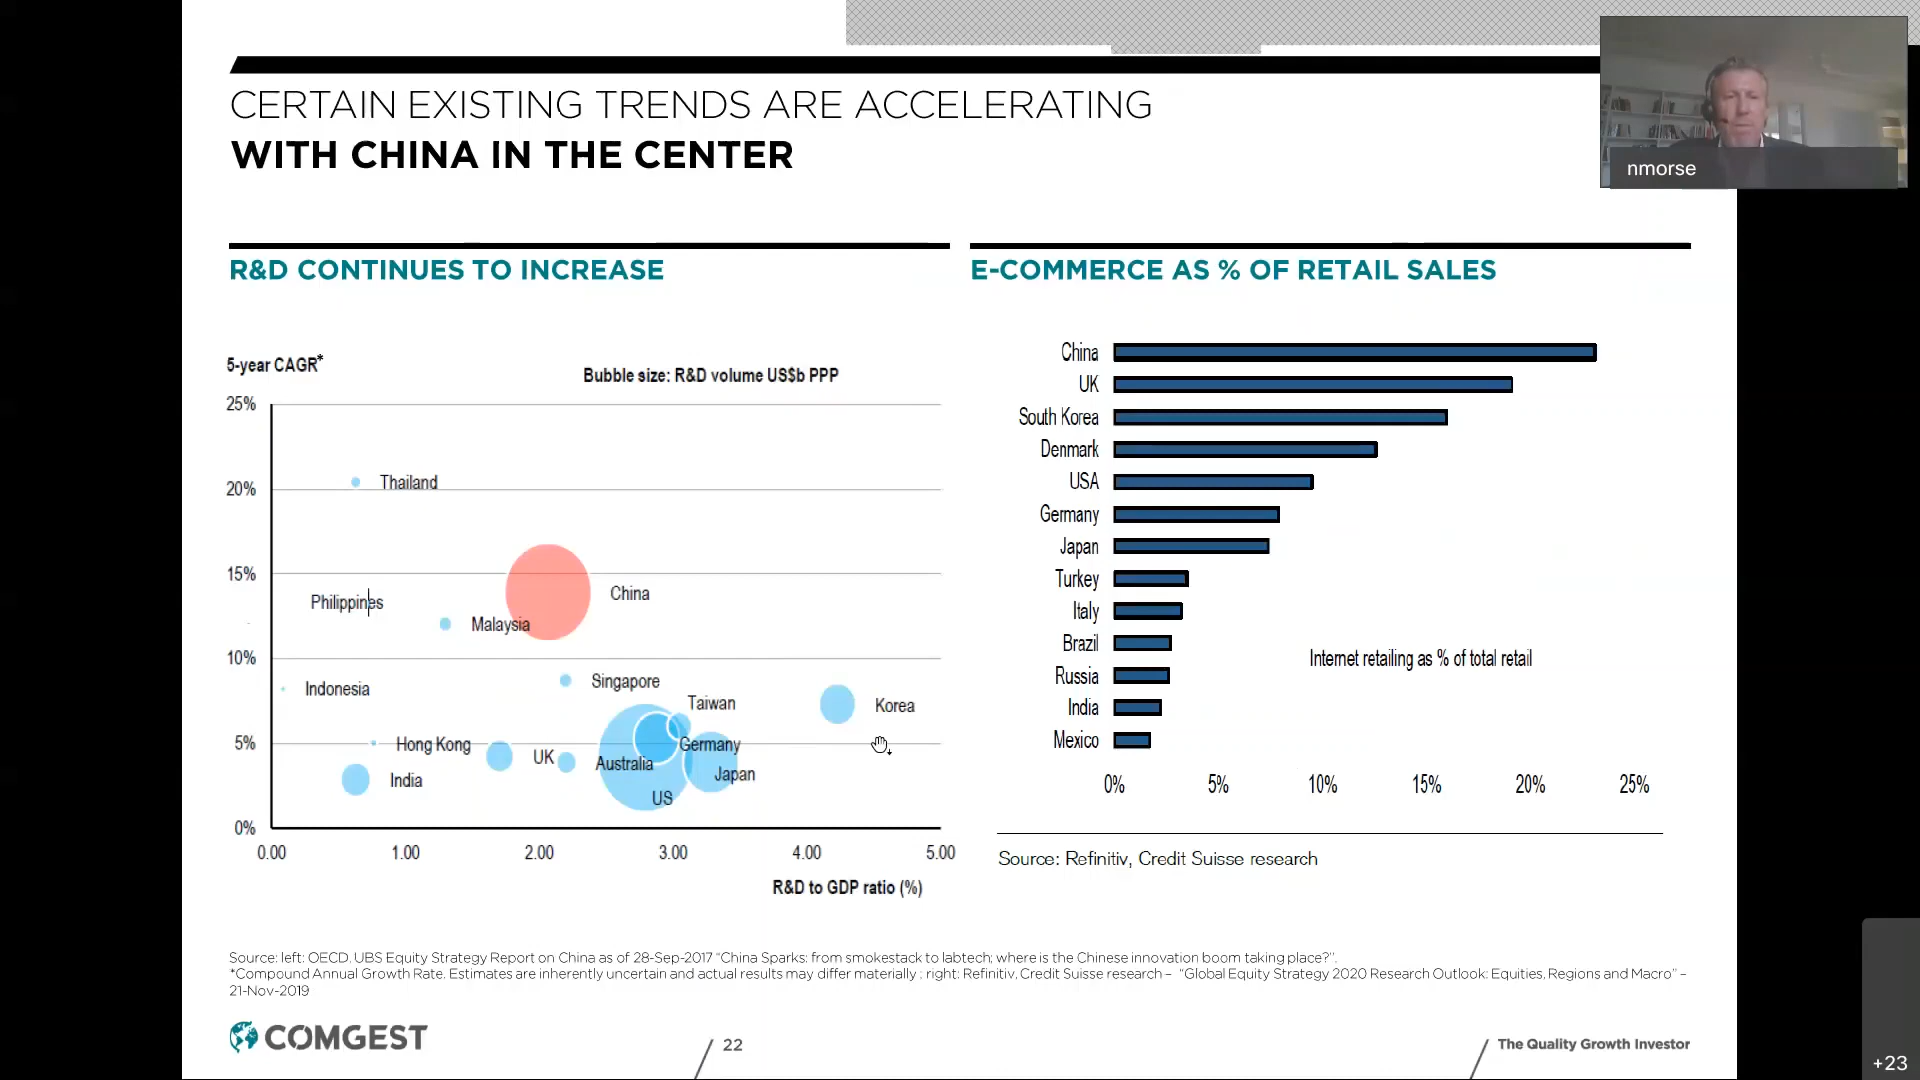 CERTAIN EXISTING TRENDS ARE ACCELERATING
WITH CHINA IN THE CENTER
nmorse
R&D CONTINUES TO INCREASE
5-year CAGR*
Bubble size: R&D volume US$b PPP
25%
20%
15%
10%
5%
0%
Thailand
China
Philippines
Malaysia
Indonesia
Singapore
Taiwan
Korea
Hong Kong
UK
Germany
Australia
Japan
India
US
0.00 1.00 2.00 3.00 4.00 5.00
R&D to GDP ratio (%)
E-COMMERCE AS % OF RETAIL SALES
China
UK
South Korea
Denmark
USA
Germany
Japan
Turkey
Italy
Brazil
Russia
India
Mexico
Internet retailing as % of total retail
0% 5% 10% 15% 20% 25%
Source: Refinitiv, Credit Suisse research
Source: left: OECD. UBS Equity Strategy Report on China as of 28-Sep-2017 "China Sparks: from smokestack to labtech; where is the Chinese innovation boom taking place?".
*Compound Annual Growth Rate. Estimates are inherently uncertain and actual results may differ materially ; right: Refinitiv, Credit Suisse research – "Global Equity Strategy 2020 Research Outlook: Equities, Regions and Macro" –
21-Nov-2019
COMGEST
22
The Quality Growth Investor
+23